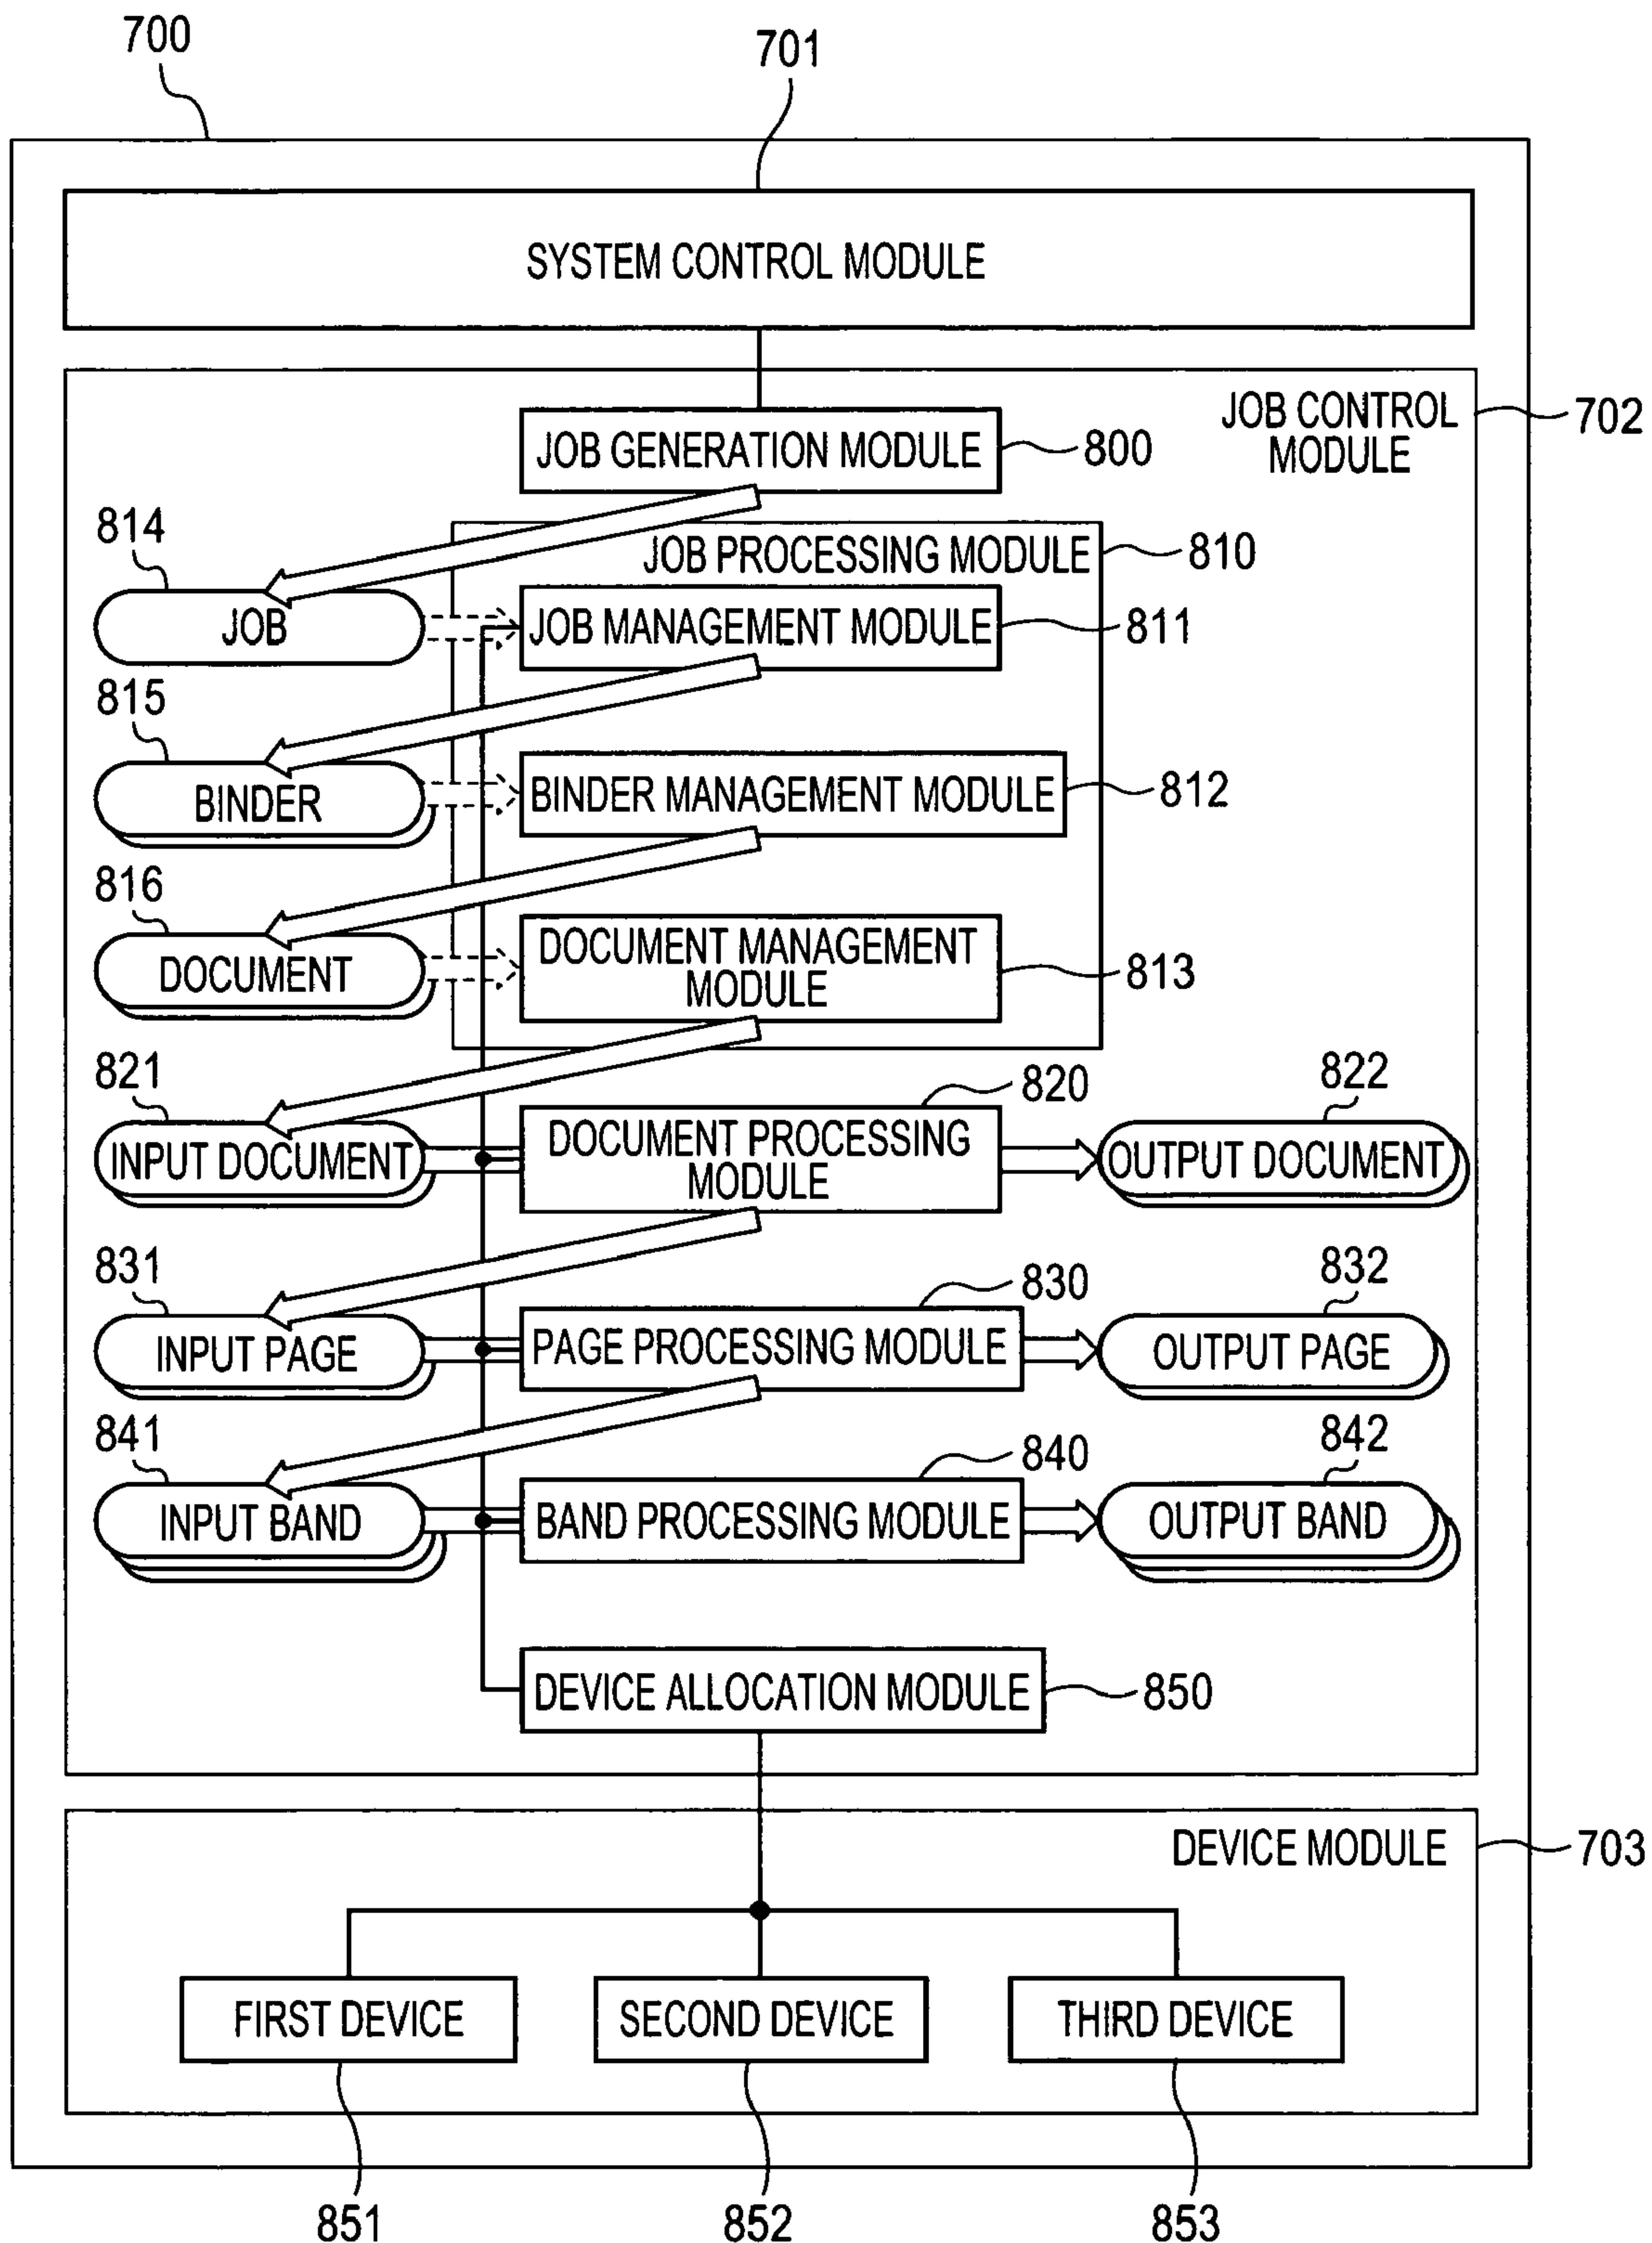 700
701
SYSTEM CONTROL MODULE
JOB CONTROL
MODULE
702
JOB GENERATION MODULE
800
814
JOB PROCESSING MODULE
810
JOB
JOB MANAGEMENT MODULE
811
815
BINDER
BINDER MANAGEMENT MODULE
812
816
DOCUMENT
DOCUMENT MANAGEMENT
MODULE
813
821
820
822
INPUT DOCUMENT
DOCUMENT PROCESSING
MODULE
OUTPUT DOCUMENT
831
830
832
INPUT PAGE
PAGE PROCESSING MODULE
OUTPUT PAGE
841
840
842
INPUT BAND
BAND PROCESSING MODULE
OUTPUT BAND
DEVICE ALLOCATION MODULE
850
DEVICE MODULE
703
FIRST DEVICE
SECOND DEVICE
THIRD DEVICE
851
852
853